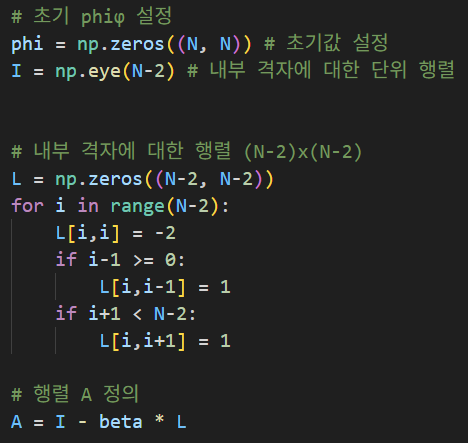 # 초기 phiφ 설정
phi = np.zeros((N, N)) # 초기값 설정
I = np.eye(N-2) # 내부 격자에 대한 단위 행렬
# 내부 격자에 대한 행렬 (N-2)x(N-2)
L = np.zeros((N-2, N-2))
for i in range(N-2):
    L[i,i] = -2
    if i-1 >= 0:
        L[i,i-1] = 1
    if i+1 < N-2:
        L[i,i+1] = 1
# 행렬 A 정의
A = I - beta * L